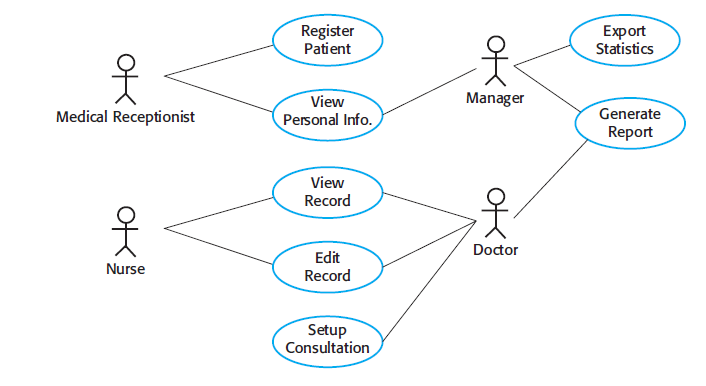 Register
Patient
Export
Statistics
Medical Receptionist
View
Personal Info.
Manager
Generate
Report
View
Record
Nurse
Edit
Record
Doctor
Setup
Consultation